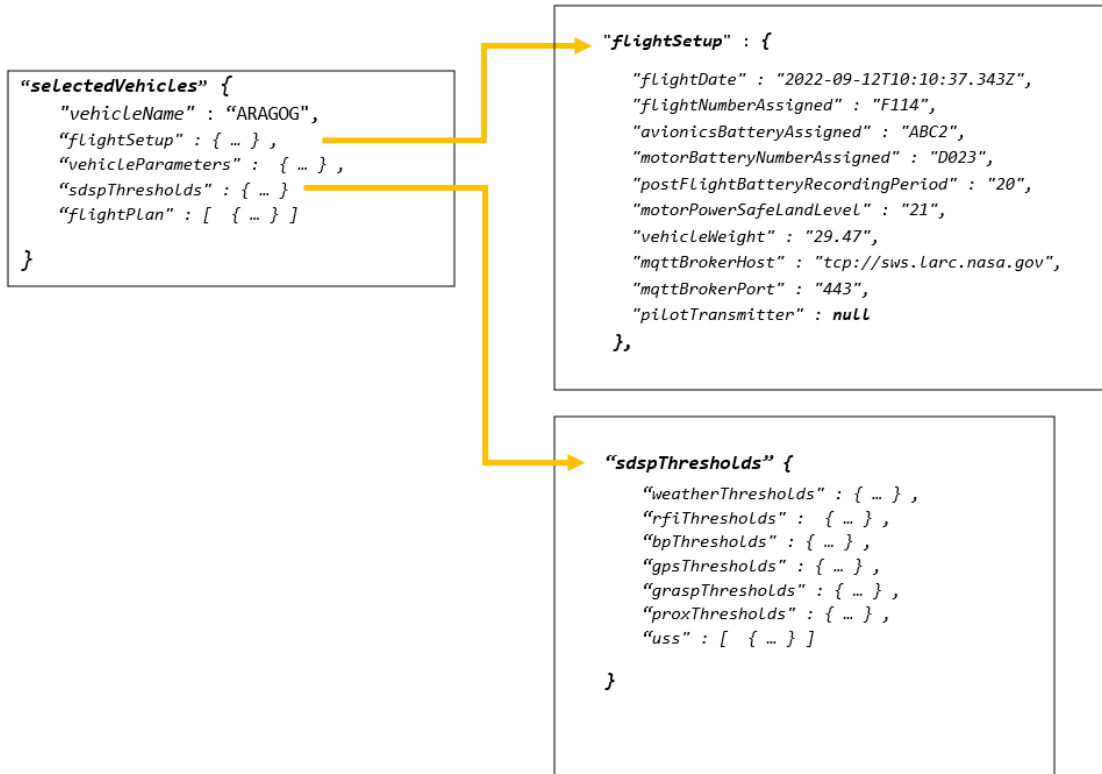 “selectedVehicles” {
"vehicleName" : “ARAGOG",
“flightSetup" : { … } ,
“vehicleParameters" :  { … } ,
“sdspThresholds" : { … }
“flightPlan" : [  { … } ]
}
"flightSetup" : {
"flightDate" : "2022-09-12T10:10:37.343Z",
"flightNumberAssigned" : "F114",
"avionicsBatteryAssigned" : "ABC2",
"motorBatteryNumberAssigned" : "D023",
"postFlightBatteryRecordingPeriod" : "20",
"motorPowerSafeLandLevel" : "21",
"vehicleWeight" : "29.47",
"mqttBrokerHost" : "tcp://sws.larc.nasa.gov",
"mqttBrokerPort" : "443",
"pilotTransmitter" : null
},
“sdspThresholds” {
“weatherThresholds" : { … } ,
“rfiThresholds" :  { … } ,
“bpThresholds" : { … } ,
“gpsThresholds" : { … } ,
“graspThresholds" : { … } ,
“proxThresholds" : { … } ,
“uss" : [  { … } ]
}